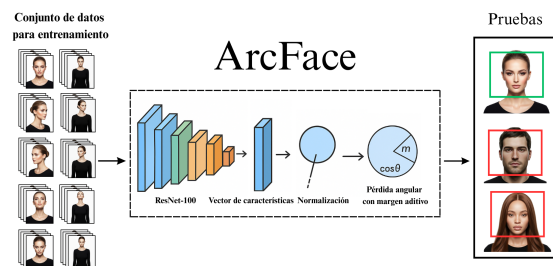 Conjunto de datos
para entrenamiento
ArcFace
Pruebas
m
cosθ
ResNet-100
Vector de características
Normalización
Pérdida angular
con margen aditivo